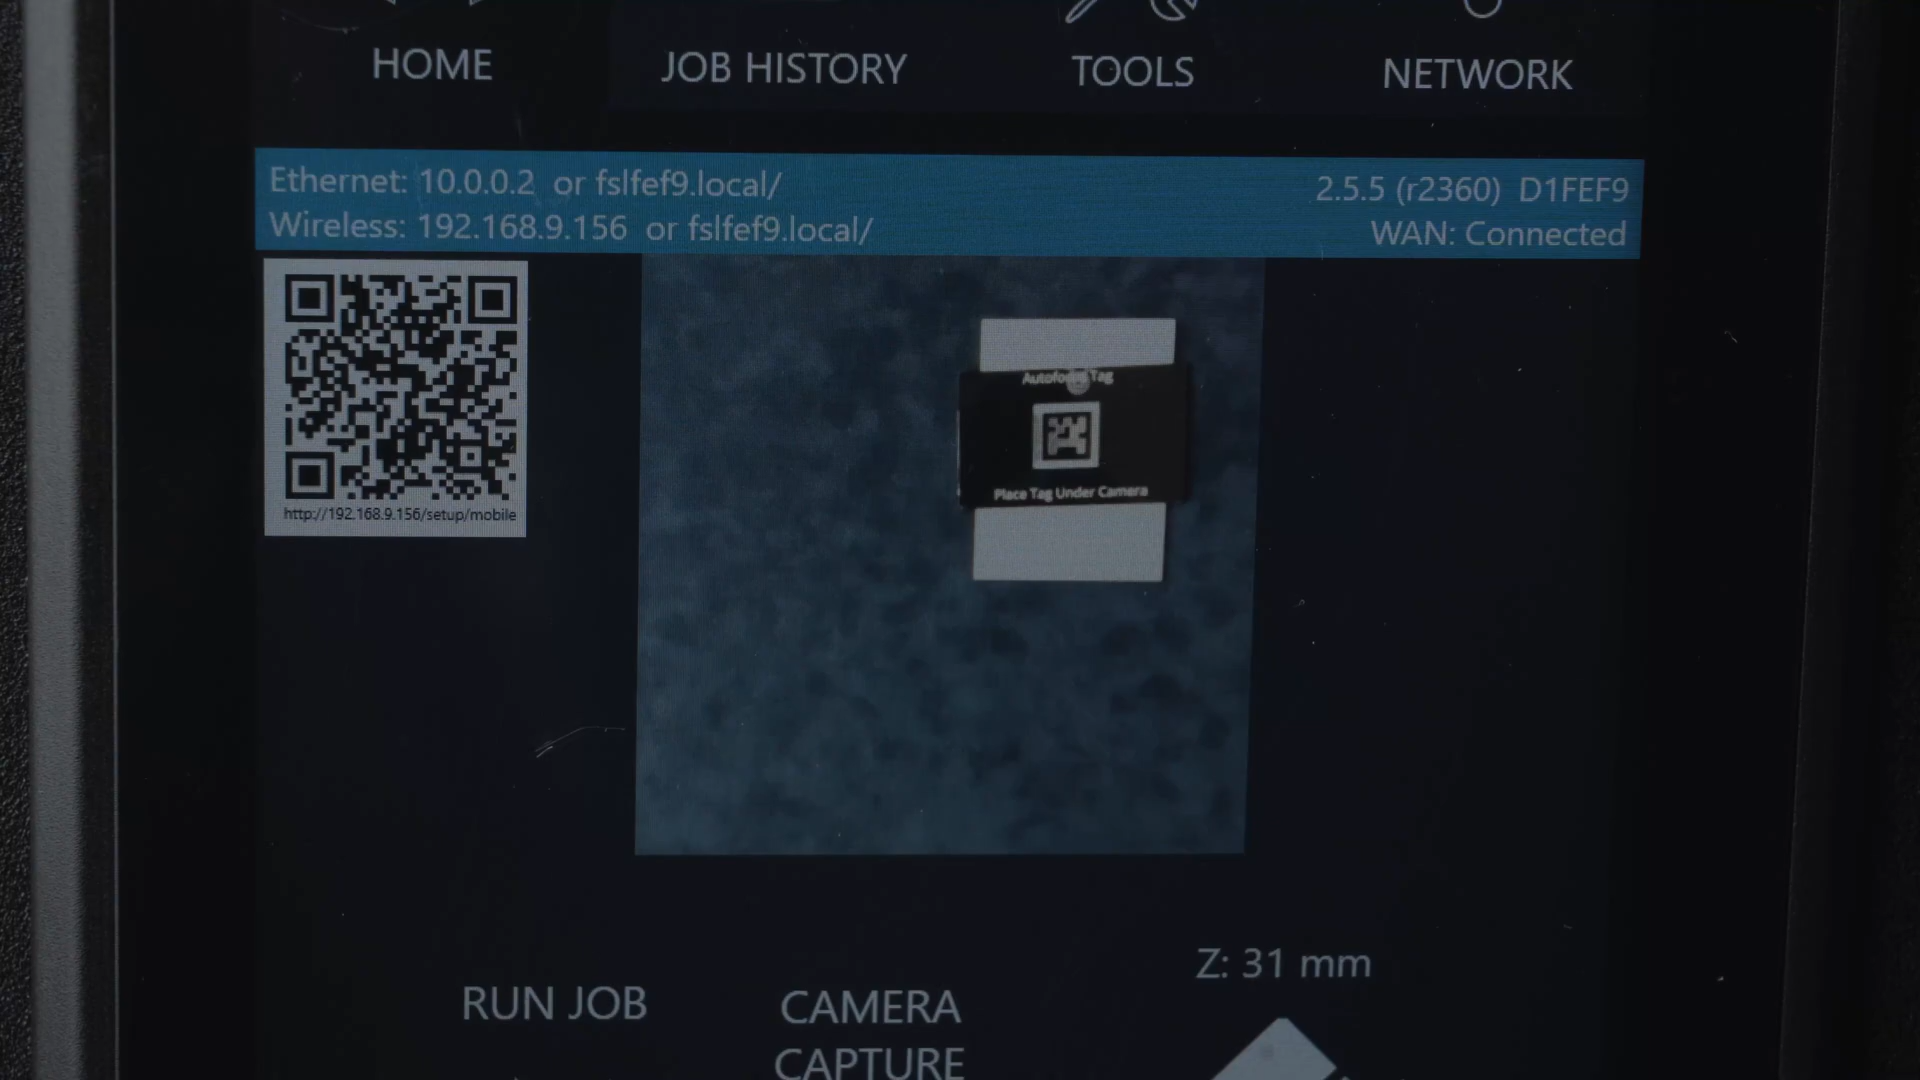 HOME
JOB HISTORY
TOOLS
NETWORK
Ethernet: 10.0.0.2 or fslfef9.local/
2.5.5 (r2360) D1FEF9
Wireless: 192.168.9.156 or fslfef9.local/
WAN: Connected
http://192.168.9.156/setup/mobile
Autofocus Tag
Place Tag Under Camera
Z: 31 mm
RUN JOB
CAMERA
CAPTURE